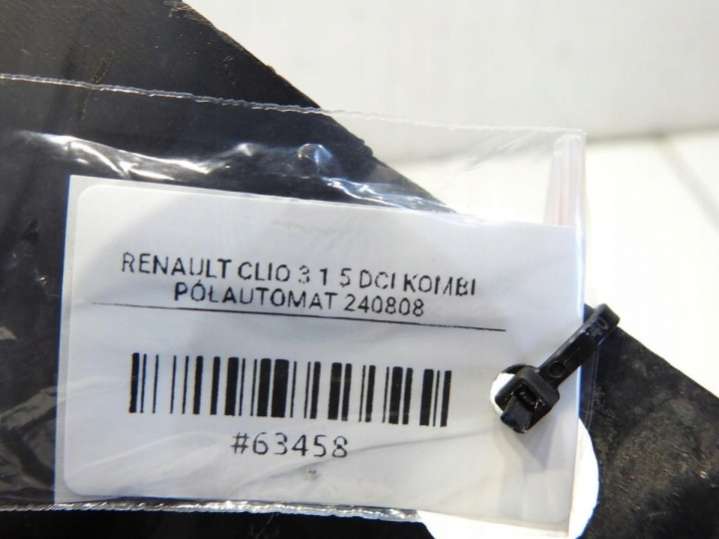 RENAULT CLIO 3 1 5 DCI KOMBI
PÓŁAUTOMAT 240808
#63458